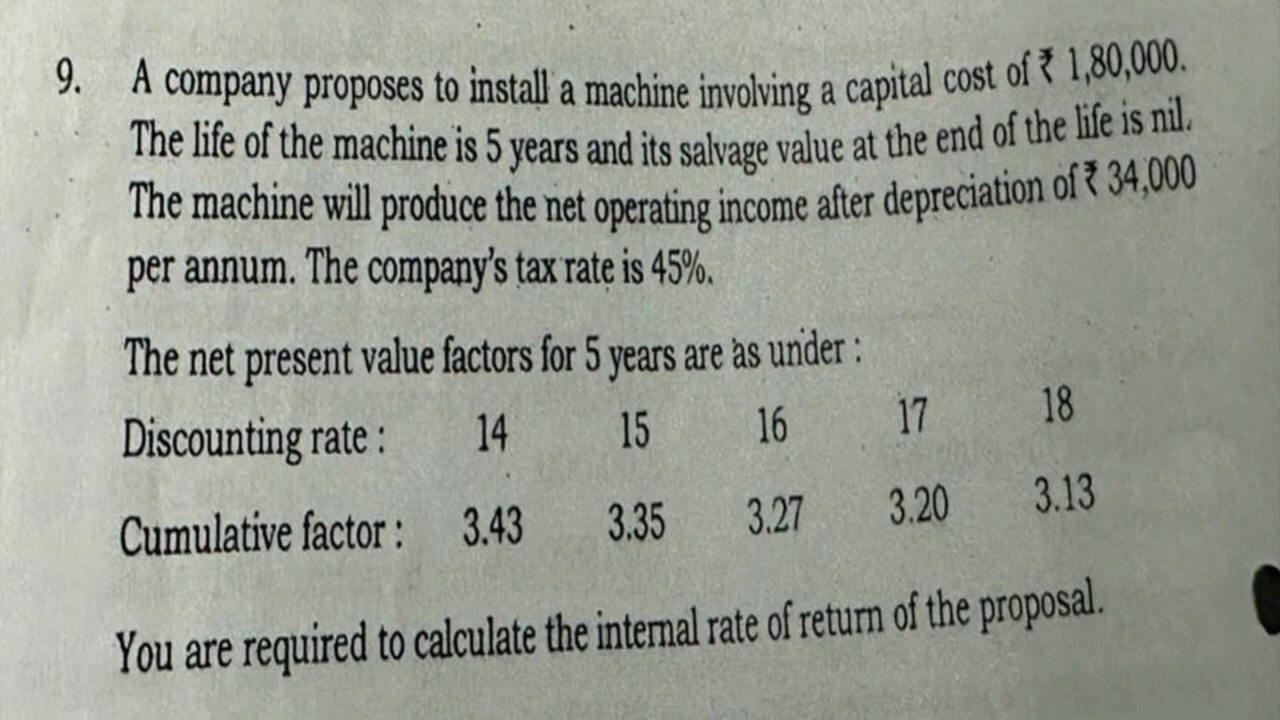 9. A company proposes to install a machine involving a capital cost of ₹ 1,80,000.
The life of the machine is 5 years and its salvage value at the end of the life is nil.
The machine will produce the net operating income after depreciation of ₹ 34,000
per annum. The company's tax rate is 45%.
The net present value factors for 5 years are as under :
Discounting rate : 14 15 16 17 18
Cumulative factor : 3.43 3.35 3.27 3.20 3.13
You are required to calculate the internal rate of return of the proposal.